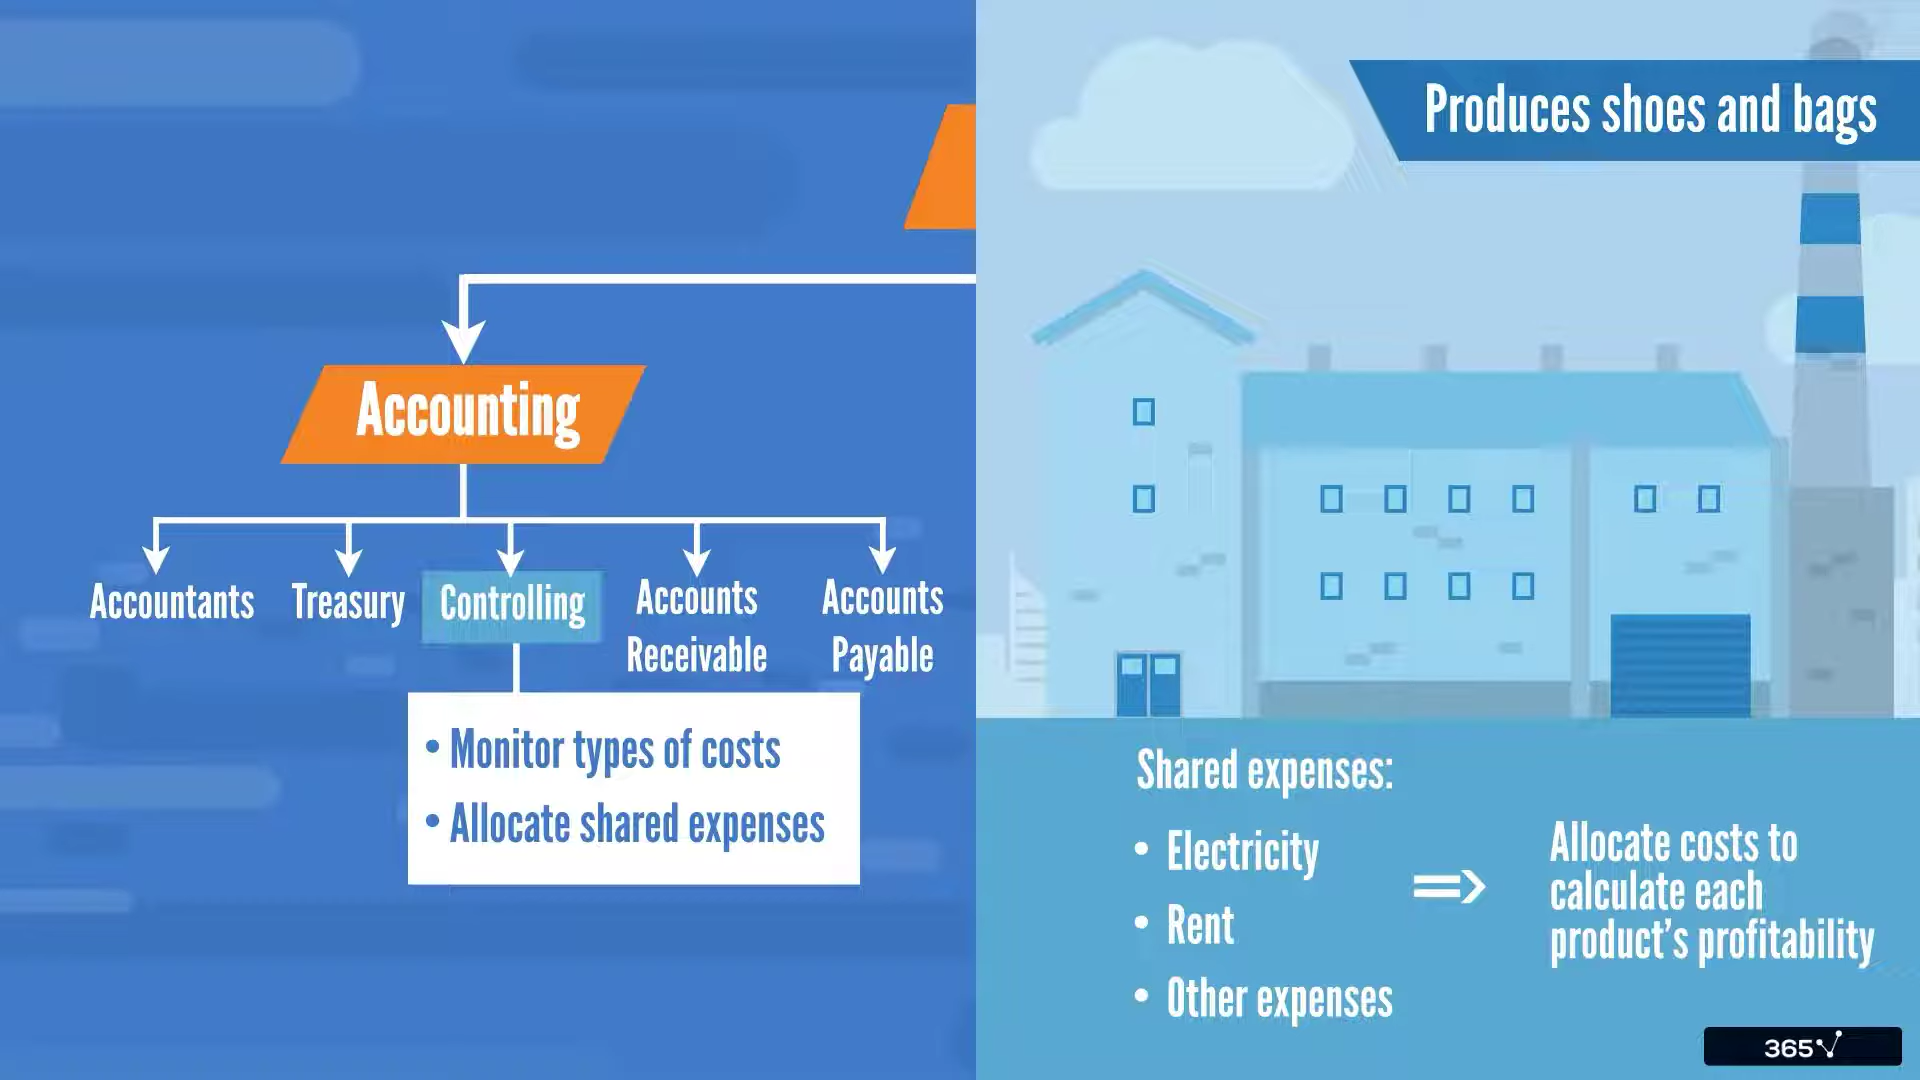 Accounting
Accountants
Treasury
Controlling
Accounts
Receivable
Accounts
Payable
• Monitor types of costs
• Allocate shared expenses
Produces shoes and bags
Shared expenses:
• Electricity
• Rent
• Other expenses
Allocate costs to
calculate each
product's profitability
365